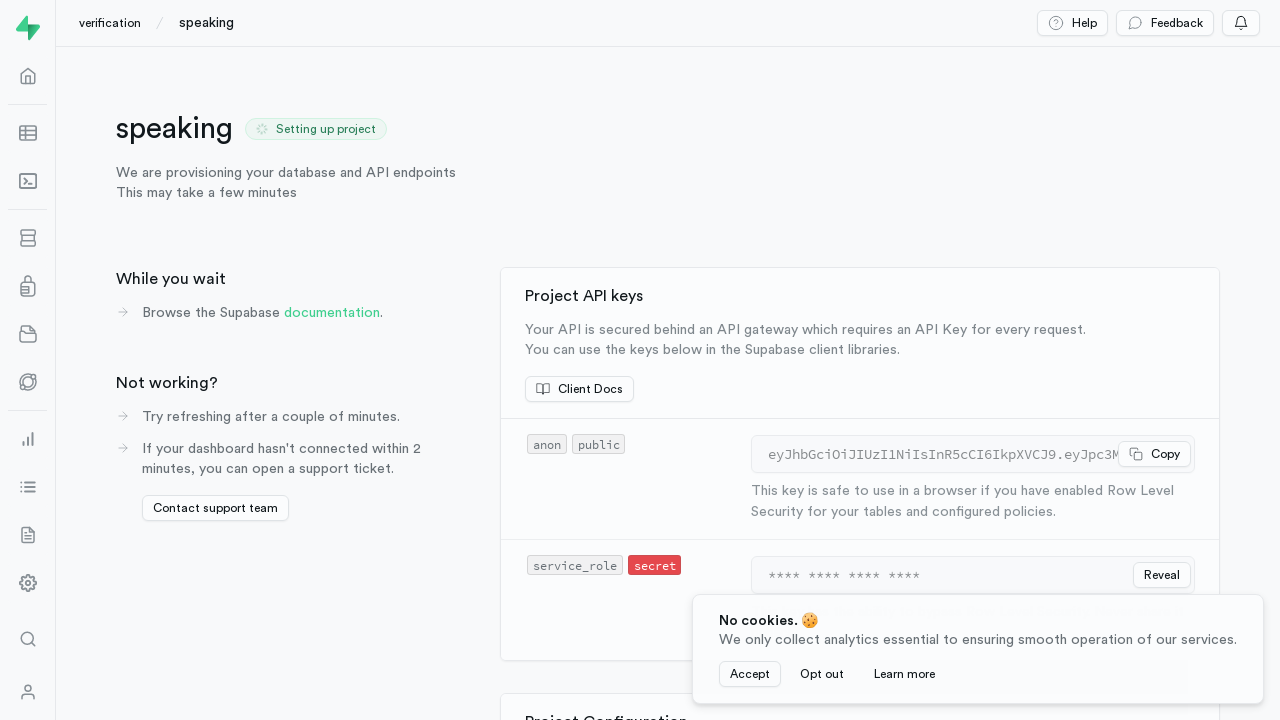 verification / speaking
Help
Feedback
speaking
Setting up project
We are provisioning your database and API endpoints
This may take a few minutes
While you wait
Browse the Supabase documentation.
Not working?
Try refreshing after a couple of minutes.
If your dashboard hasn't connected within 2
minutes, you can open a support ticket.
Contact support team
Project API keys
Your API is secured behind an API gateway which requires an API Key for every request.
You can use the keys below in the Supabase client libraries.
Client Docs
anon public
eyJhbGciOiJIUzI1NiIsInR5cCI6IkpXVCJ9.eyJpc3M
Copy
This key is safe to use in a browser if you have enabled Row Level
Security for your tables and configured policies.
service_role secret
**** **** **** ****
Reveal
No cookies. 🍪
We only collect analytics essential to ensuring smooth operation of our services.
Accept
Opt out
Learn more
Project Configuration